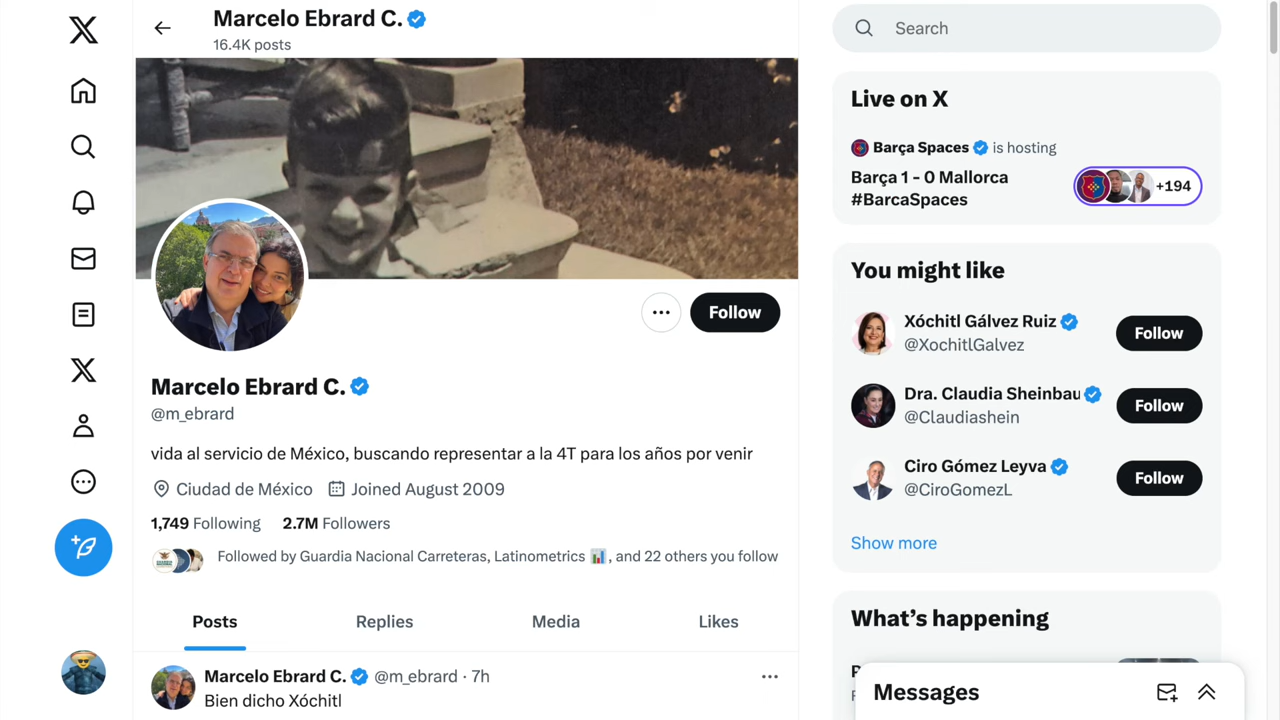 Marcelo Ebrard C.
16.4K posts
Follow
Marcelo Ebrard C.
@m_ebrard
vida al servicio de México, buscando representar a la 4T para los años por venir
Ciudad de México Joined August 2009
1,749 Following 2.7M Followers
Followed by Guardia Nacional Carreteras, Latinometrics 📊, and 22 others you follow
Posts Replies Media Likes
Marcelo Ebrard C. @m_ebrard · 7h
Bien dicho Xóchitl
Search
Live on X
Barça Spaces is hosting
Barça 1 - 0 Mallorca
#BarcaSpaces
+194
You might like
Xóchitl Gálvez Ruiz
@XochitlGalvez
Follow
Dra. Claudia Sheinbau
@Claudiashein
Follow
Ciro Gómez Leyva
@CiroGomezL
Follow
Show more
What’s happening
Messages